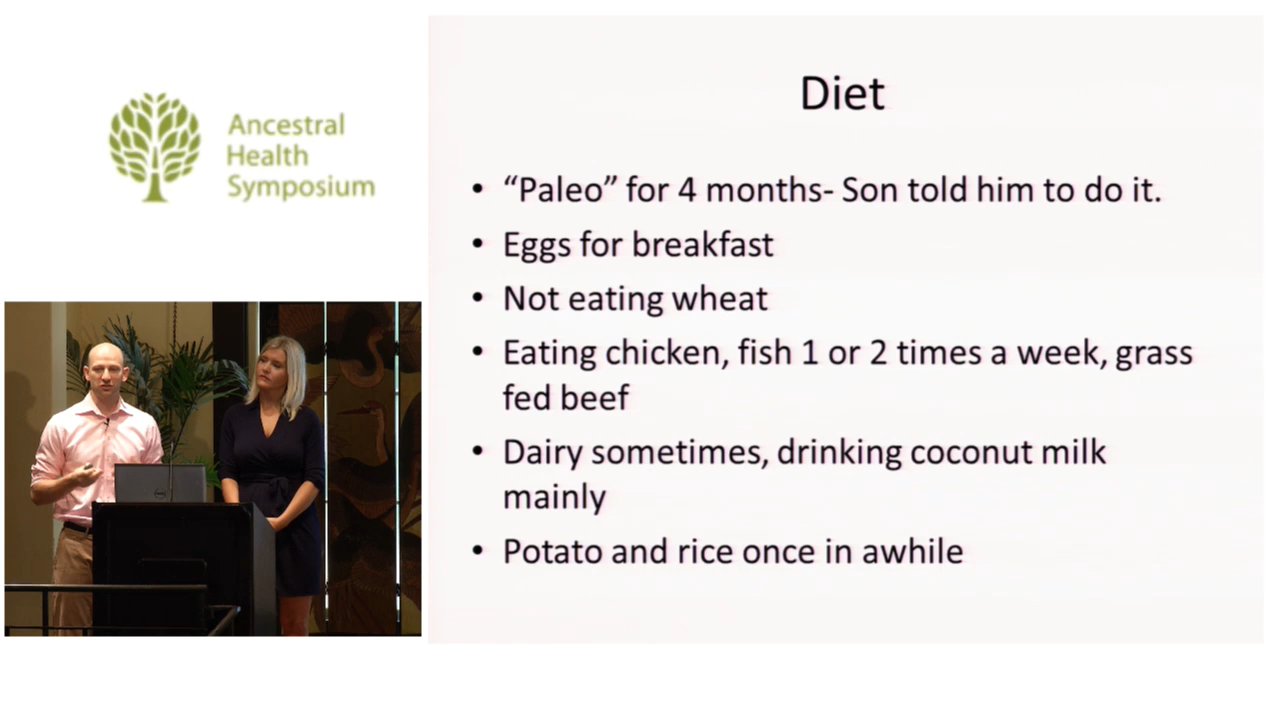 Ancestral
Health
Symposium
Diet
• “Paleo” for 4 months- Son told him to do it.
• Eggs for breakfast
• Not eating wheat
• Eating chicken, fish 1 or 2 times a week, grass
fed beef
• Dairy sometimes, drinking coconut milk
mainly
• Potato and rice once in awhile